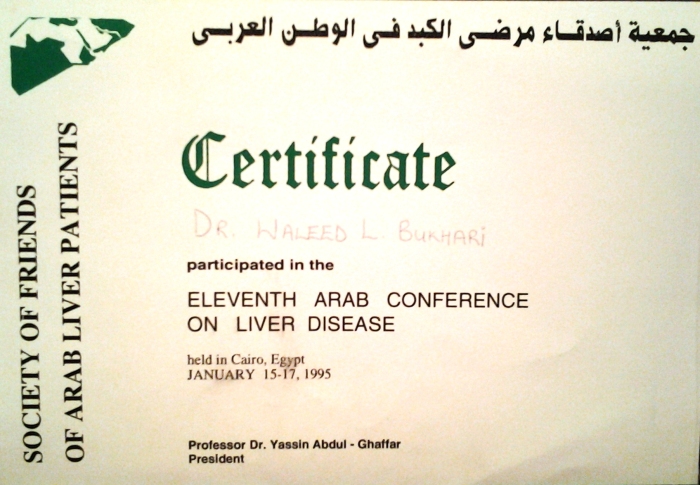 جمعية أصدقاء مرضى الكبد فى الوطن العربى
SOCIETY OF FRIENDS
OF ARAB LIVER PATIENTS
Certificate
DR. WALEED L. BUKHARI
participated in the
ELEVENTH ARAB CONFERENCE
ON LIVER DISEASE
held in Cairo, Egypt
JANUARY 15-17, 1995
Professor Dr. Yassin Abdul - Ghaffar
President